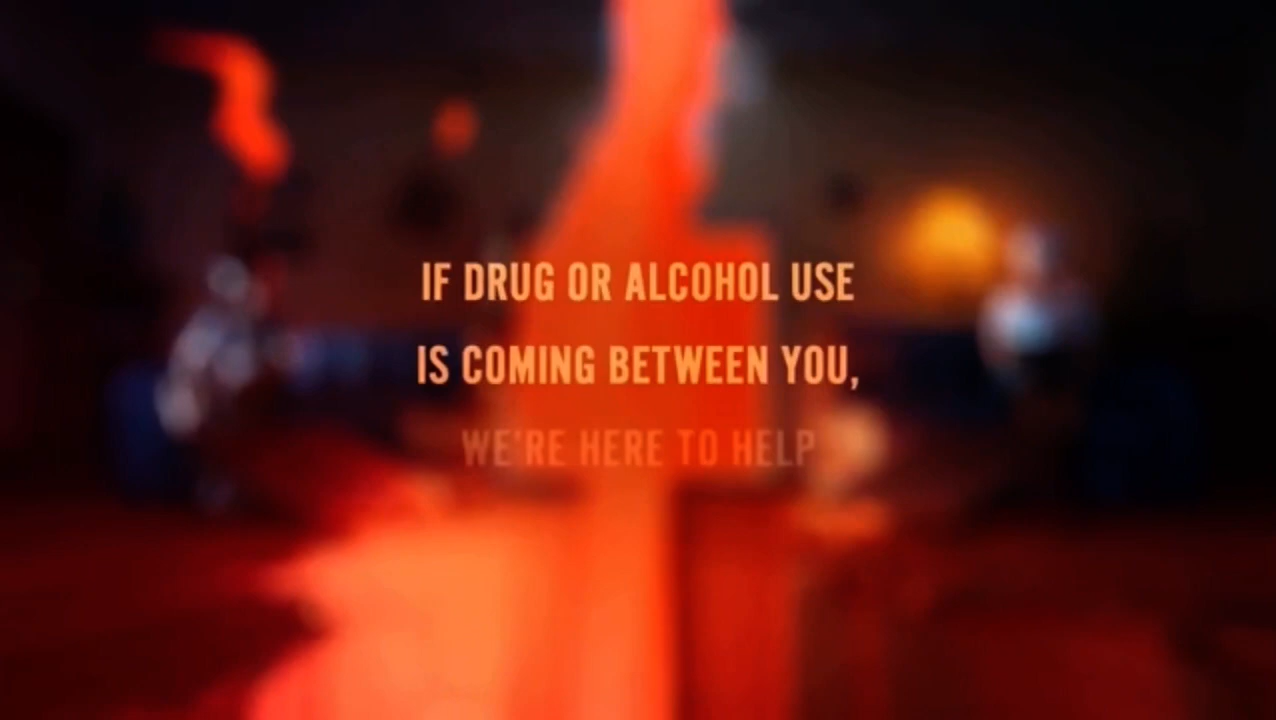 IF DRUG OR ALCOHOL USE
IS COMING BETWEEN YOU,
WE'RE HERE TO HELP